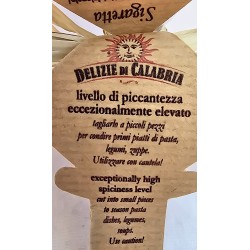 Sigaretta
DELIZIE DI CALABRIA
livello di piccantezza
eccezionalmente elevato
tagliarlo a piccoli pezzi
per condire primi piatti di pasta,
legumi, zuppe.
Utilizzare con cautela!
exceptionally high
spiciness level
cut into small pieces
to season pasta
dishes, legumes,
soups.
Use caution!